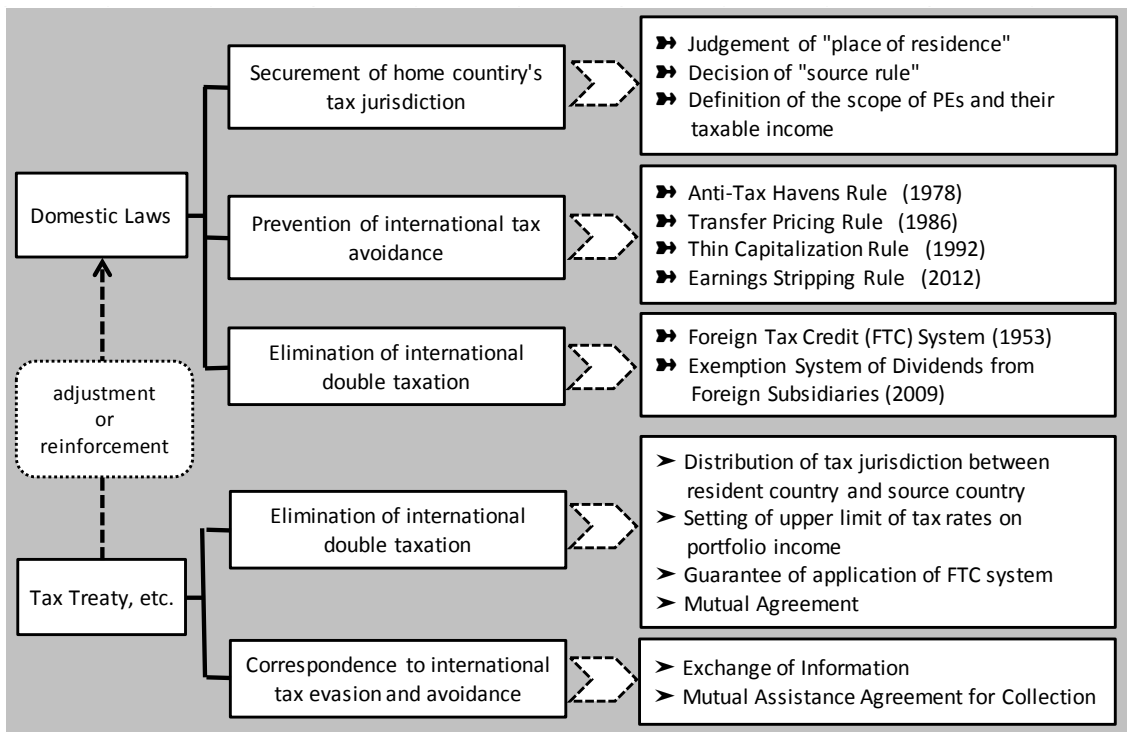 Domestic Laws
Securement of home country's
tax jurisdiction
Judgement of "place of residence"
Decision of "source rule"
Definition of the scope of PEs and their
taxable income
Prevention of international tax
avoidance
Anti-Tax Havens Rule (1978)
Transfer Pricing Rule (1986)
Thin Capitalization Rule (1992)
Earnings Stripping Rule (2012)
Elimination of international
double taxation
Foreign Tax Credit (FTC) System (1953)
Exemption System of Dividends from
Foreign Subsidiaries (2009)
adjustment
or
reinforcement
Tax Treaty, etc.
Elimination of international
double taxation
Distribution of tax jurisdiction between
resident country and source country
Setting of upper limit of tax rates on
portfolio income
Guarantee of application of FTC system
Mutual Agreement
Correspondence to international
tax evasion and avoidance
Exchange of Information
Mutual Assistance Agreement for Collection